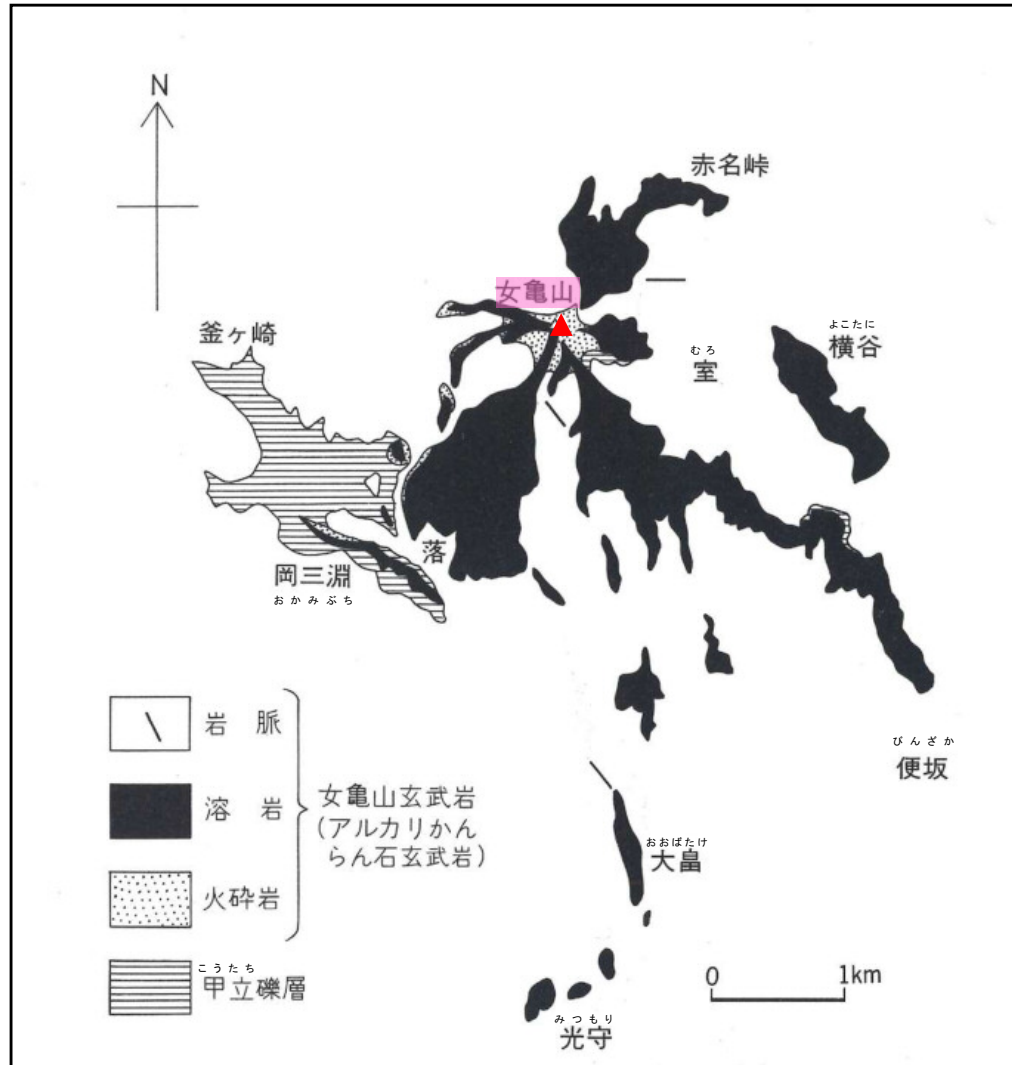 N
赤名峠
女亀山
釜ヶ崎
よこたに
横谷
むろ
室
落
岡三淵
おかみぶち
岩脈
溶岩
火砕岩
女亀山玄武岩
(アルカリかん
らん石玄武岩)
こうたち
甲立礫層
びんざか
便坂
おおばたけ
大畠
0 1km
みつもり
光守